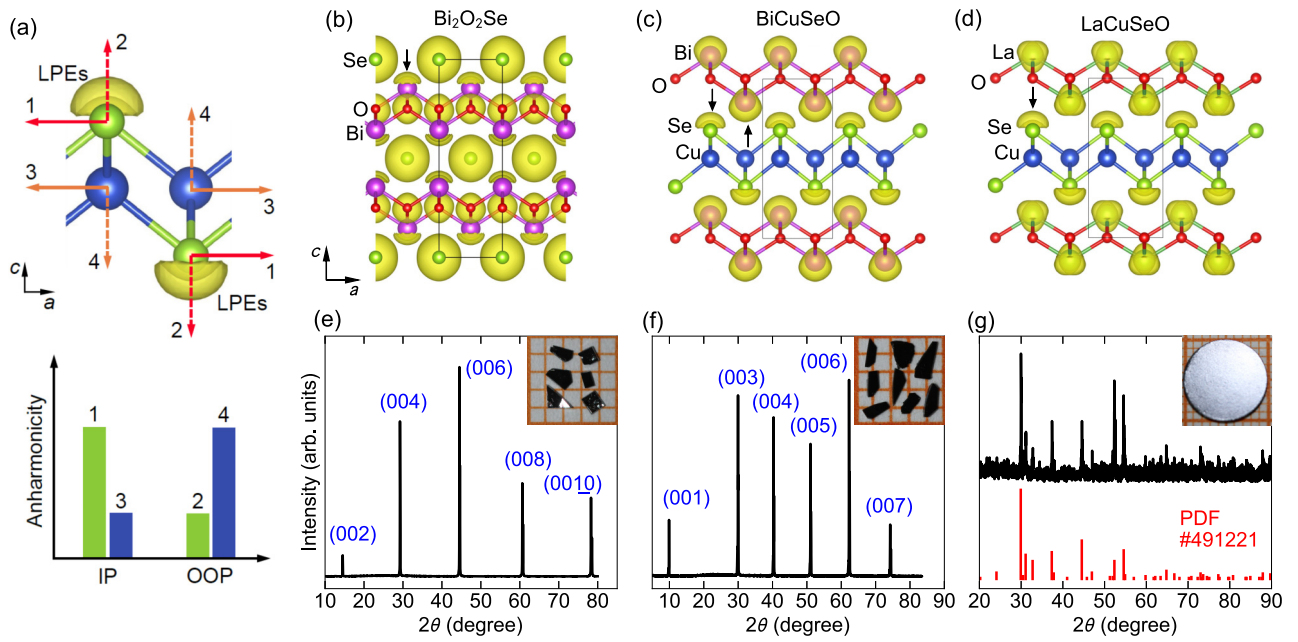 (a)
2
LPEs
1
4
3
3
4
1
LPEs
2
c
a
Anharmonicity
1
3
2
4
IP
OOP
(b)
Bi₂O₂Se
Se
O
Bi
c
a
(c)
BiCuSeO
Bi
O
Se
Cu
(d)
LaCuSeO
La
O
Se
Cu
(e)
Intensity (arb. units)
(002)
(004)
(006)
(008)
(0010)
10 20 30 40 50 60 70 80
2θ (degree)
(f)
(001)
(003)
(004)
(005)
(006)
(007)
10 20 30 40 50 60 70 80 90
2θ (degree)
(g)
PDF
#491221
20 30 40 50 60 70 80 90
2θ (degree)